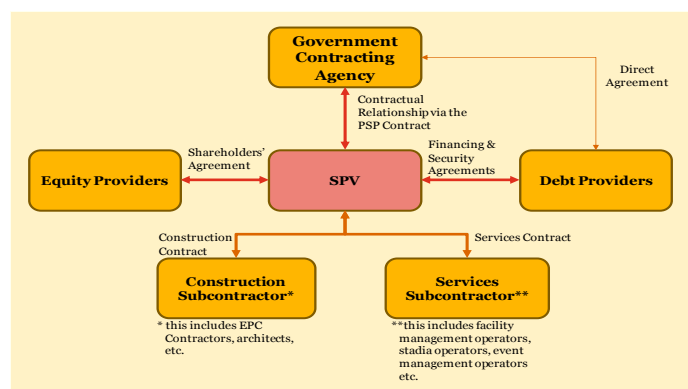 Government
Contracting
Agency
Direct
Agreement
Contractual
Relationship via the
PSP Contract
Shareholders'
Agreement
Financing &
Security
Agreements
Equity Providers
SPV
Debt Providers
Construction
Contract
Services Contract
Construction
Subcontractor*
Services
Subcontractor**
* this includes EPC
Contractors, architects,
etc.
**this includes facility
management operators,
stadia operators, event
management operators
etc.